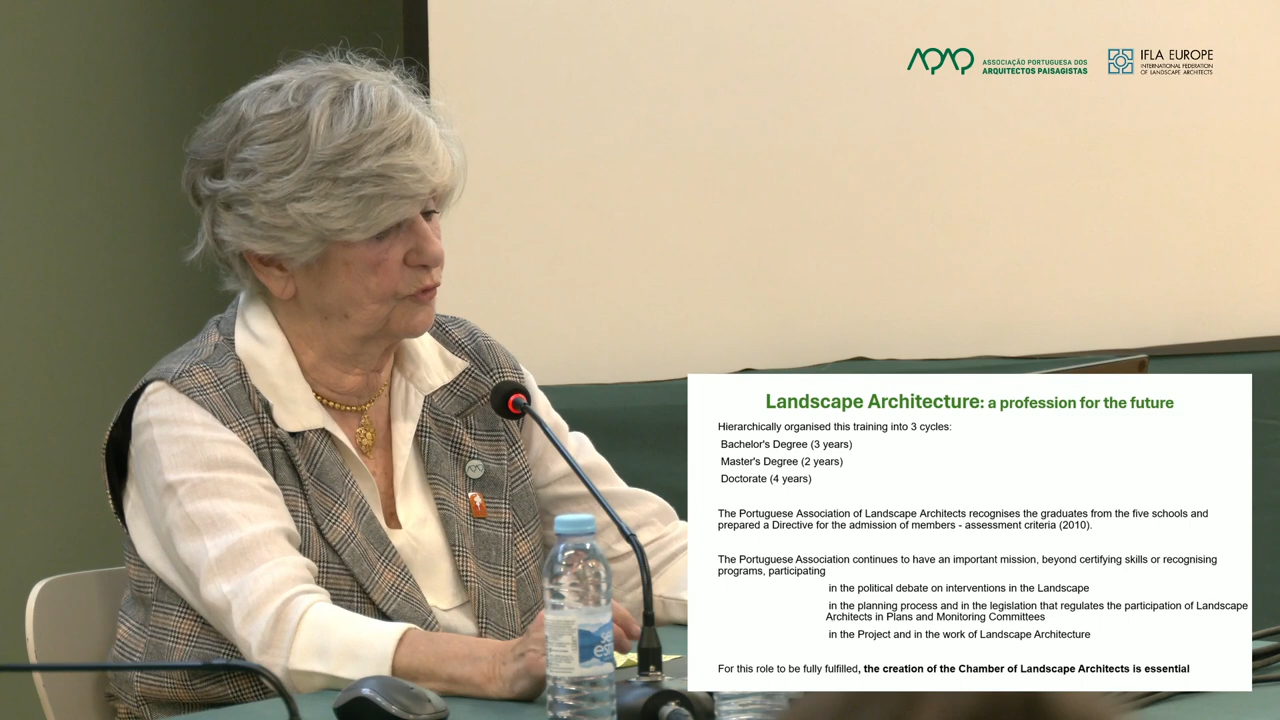 APAP
ASSOCIAÇÃO PORTUGUESA DOS
ARQUITECTOS PAISAGISTAS
IFLA EUROPE
INTERNATIONAL FEDERATION
OF LANDSCAPE ARCHITECTS
Landscape Architecture: a profession for the future
Hierarchically organised this training into 3 cycles:
Bachelor's Degree (3 years)
Master's Degree (2 years)
Doctorate (4 years)
The Portuguese Association of Landscape Architects recognises the graduates from the five schools and
prepared a Directive for the admission of members - assessment criteria (2010).
The Portuguese Association continues to have an important mission, beyond certifying skills or recognising
programs, participating
in the political debate on interventions in the Landscape
in the planning process and in the legislation that regulates the participation of Landscape
Architects in Plans and Monitoring Committees
in the Project and in the work of Landscape Architecture
For this role to be fully fulfilled, the creation of the Chamber of Landscape Architects is essential